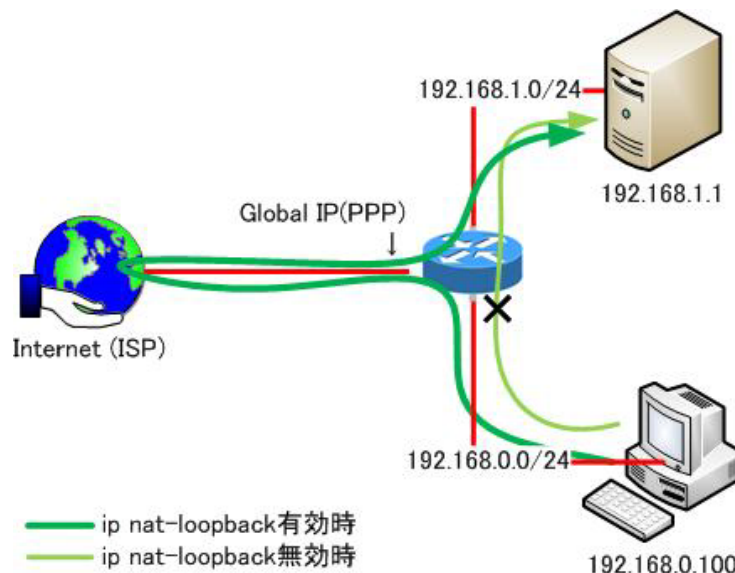 192.168.1.0/24
192.168.1.1
Global IP(PPP)
↓
Internet (ISP)
192.168.0.0/24
ip nat-loopback有効時
ip nat-loopback無効時
192.168.0.100